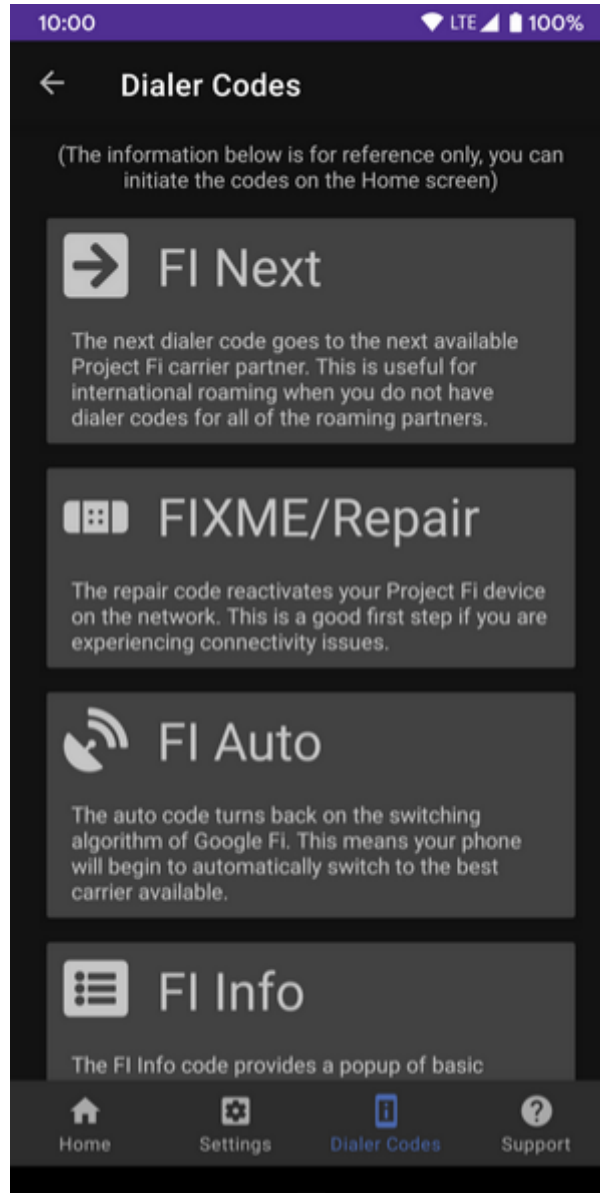 10:00 LTE 100%
Dialer Codes
(The information below is for reference only, you can
initiate the codes on the Home screen)
FI Next
The next dialer code goes to the next available
Project Fi carrier partner. This is useful for
international roaming when you do not have
dialer codes for all of the roaming partners.
FIXME/Repair
The repair code reactivates your Project Fi device
on the network. This is a good first step if you are
experiencing connectivity issues.
FI Auto
The auto code turns back on the switching
algorithm of Google Fi. This means your phone
will begin to automatically switch to the best
carrier available.
FI Info
The FI Info code provides a popup of basic
Home Settings Dialer Codes Support